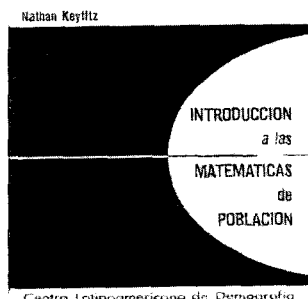 Nathan Keyfitz
INTRODUCCION
a las
MATEMATICAS
de
POBLACION
Centro Latinoamericano de Demografia